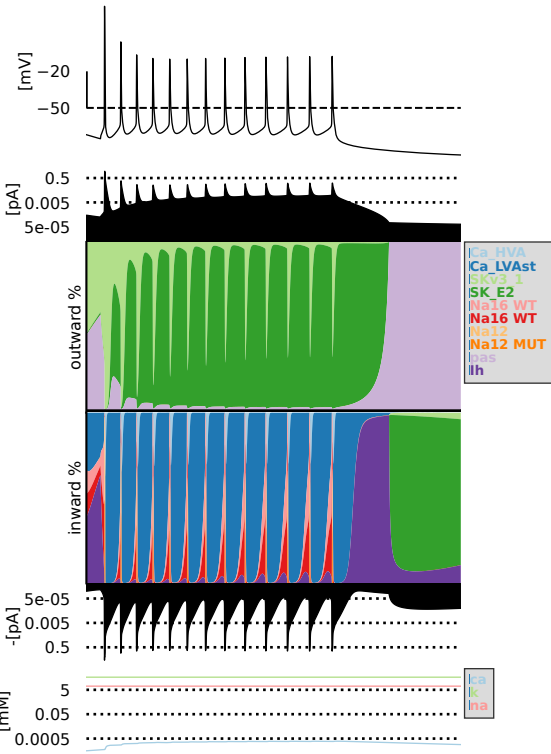 [mV]
−20
−50
[pA]
0.5
0.005
5e-05
outward %
Ca_HVA
Ca_LVAst
SKv3_1
SK_E2
Na16 WT
Na16 WT
Na12
Na12 MUT
pas
Ih
inward %
-[pA]
5e-05
0.005
0.5
[mM]
5
0.05
0.0005
ca
k
na